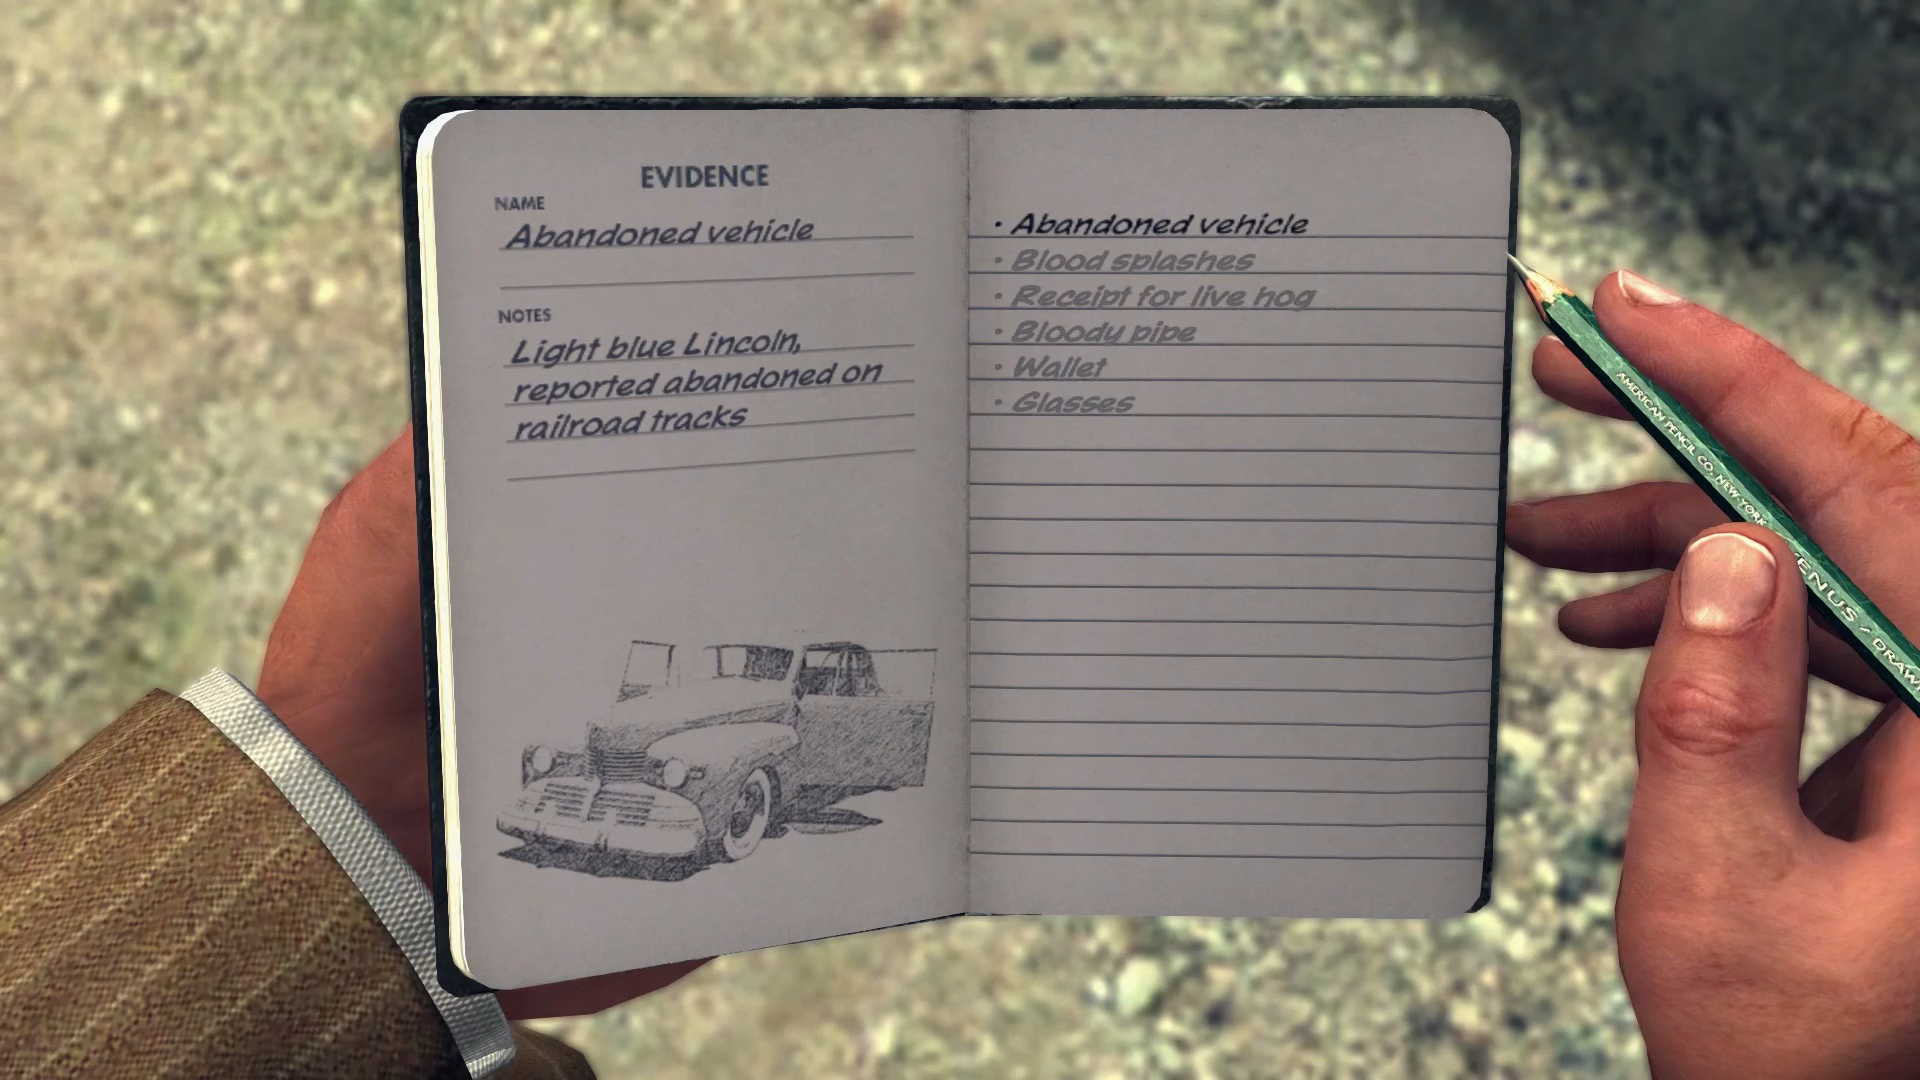 EVIDENCE
NAME
Abandoned vehicle
NOTES
Light blue Lincoln,
reported abandoned on
railroad tracks
• Abandoned vehicle
• Blood splashes
• Receipt for live hog
• Bloody pipe
• Wallet
• Glasses
AMERICAN PENCIL CO. NEW YORK
VENUS / DRAW